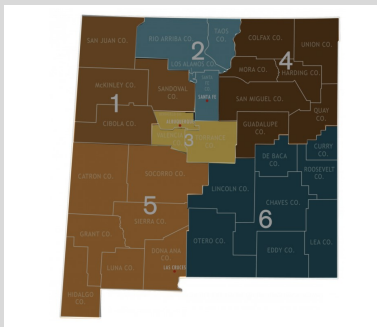 SAN JUAN CO.
RIO ARRIBA CO.
TAOS
CO.
COLFAX CO.
UNION CO.
2
4
LOS ALAMOS CO.
McKINLEY CO.
SANDOVAL
CO.
SANTA FE
MORA CO.
HARDING CO.
1
SAN MIGUEL CO.
CIBOLA CO.
QUAY
CO.
GUADALUPE
CO.
3
CURRY
CO.
DE BACA
CO.
ROOSEVELT
CO.
CATRON CO.
SOCORRO CO.
LINCOLN CO.
CHAVES CO.
5
SIERRA
CO.
6
GRANT CO.
OTERO CO.
EDDY CO.
LEA CO.
DONA ANA
CO.
LUNA CO.
LAS CRUCES
HIDALGO
CO.